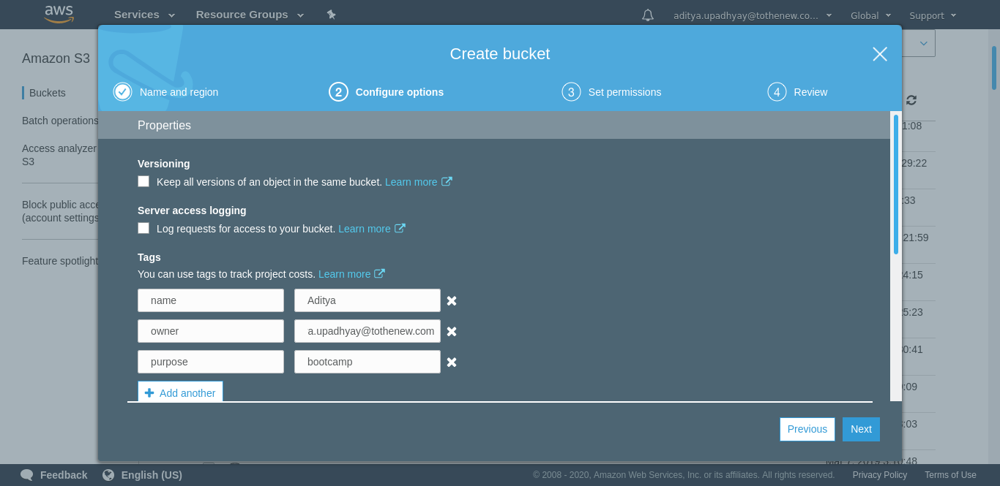 aws Services Resource Groups aditya.upadhyay@tothenew.co... Global Support
Amazon S3
Buckets
Batch operations
Access analyzer
S3
Block public acce
(account settings
Feature spotlight
Create bucket
Name and region 2 Configure options 3 Set permissions 4 Review
Properties
Versioning
Keep all versions of an object in the same bucket. Learn more
Server access logging
Log requests for access to your bucket. Learn more
Tags
You can use tags to track project costs. Learn more
name Aditya
owner a.upadhyay@tothenew.com
purpose bootcamp
Add another
Previous Next
1:08
29:22
:33
21:59
4:15
5:23
0:41
:09
:03
Feedback English (US) © 2008 - 2020, Amazon Web Services, Inc. or its affiliates. All rights reserved. Privacy Policy Terms of Use